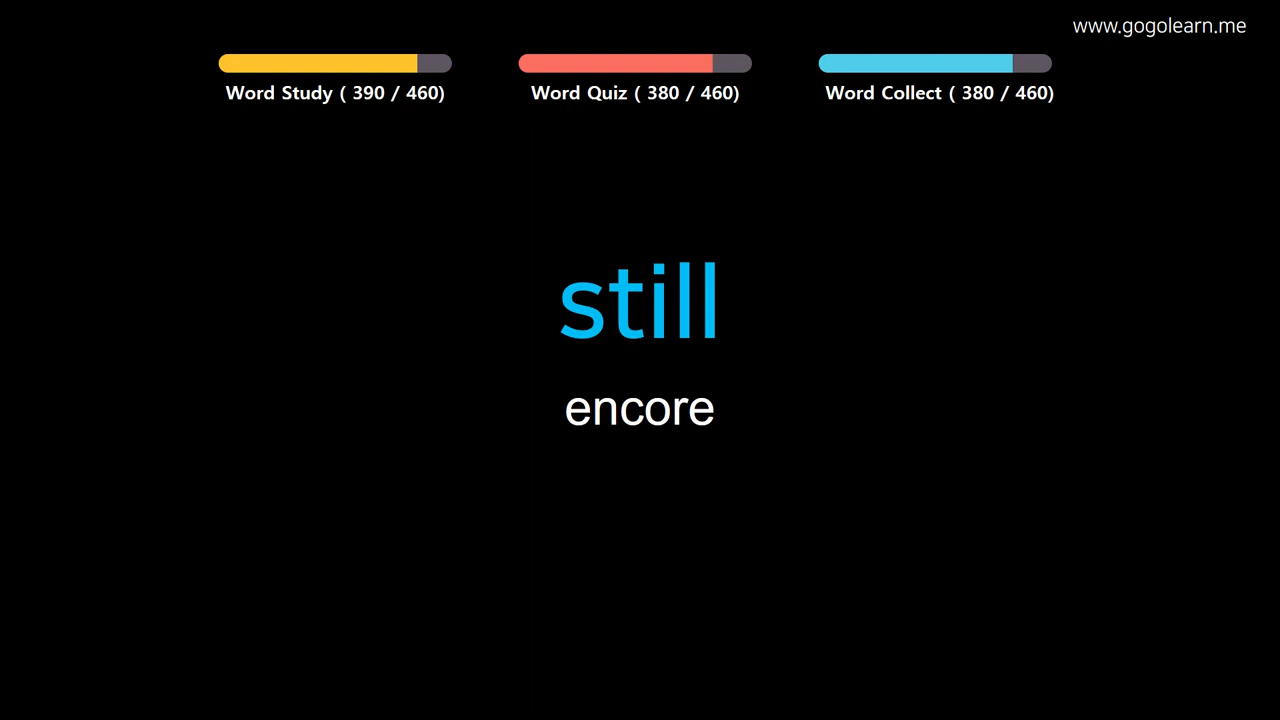 www.gogolearn.me
Word Study ( 390 / 460)
Word Quiz ( 380 / 460)
Word Collect ( 380 / 460)
still
encore